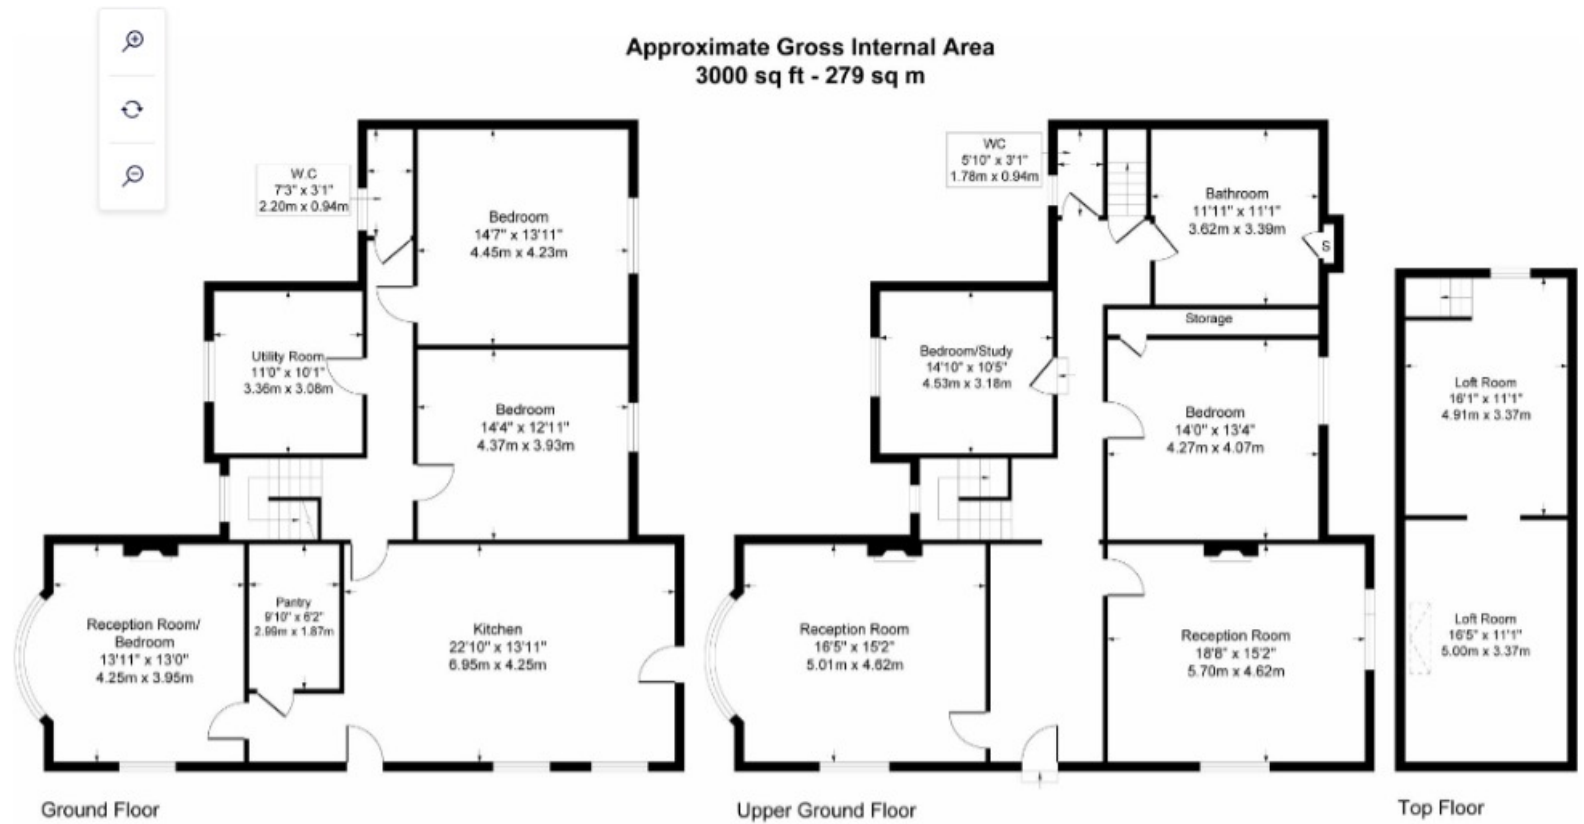 Approximate Gross Internal Area
3000 sq ft - 279 sq m
W.C
7'3" x 3'1"
2.20m x 0.94m
Bedroom
14'7" x 13'11"
4.45m x 4.23m
Utility Room
11'0" x 10'1"
3.36m x 3.08m
Bedroom
14'4" x 12'11"
4.37m x 3.93m
Reception Room/
Bedroom
13'11" x 13'0"
4.25m x 3.95m
Pantry
9'10" x 6'2"
2.99m x 1.87m
Kitchen
22'10" x 13'11"
6.95m x 4.25m
Ground Floor
WC
5'10" x 3'1"
1.78m x 0.94m
Bathroom
11'11" x 11'1"
3.62m x 3.39m
S
Storage
Bedroom/Study
14'10" x 10'5"
4.53m x 3.18m
Bedroom
14'0" x 13'4"
4.27m x 4.07m
Reception Room
16'5" x 15'2"
5.01m x 4.62m
Reception Room
18'8" x 15'2"
5.70m x 4.62m
Upper Ground Floor
Loft Room
16'1" x 11'1"
4.91m x 3.37m
Loft Room
16'5" x 11'1"
5.00m x 3.37m
Top Floor